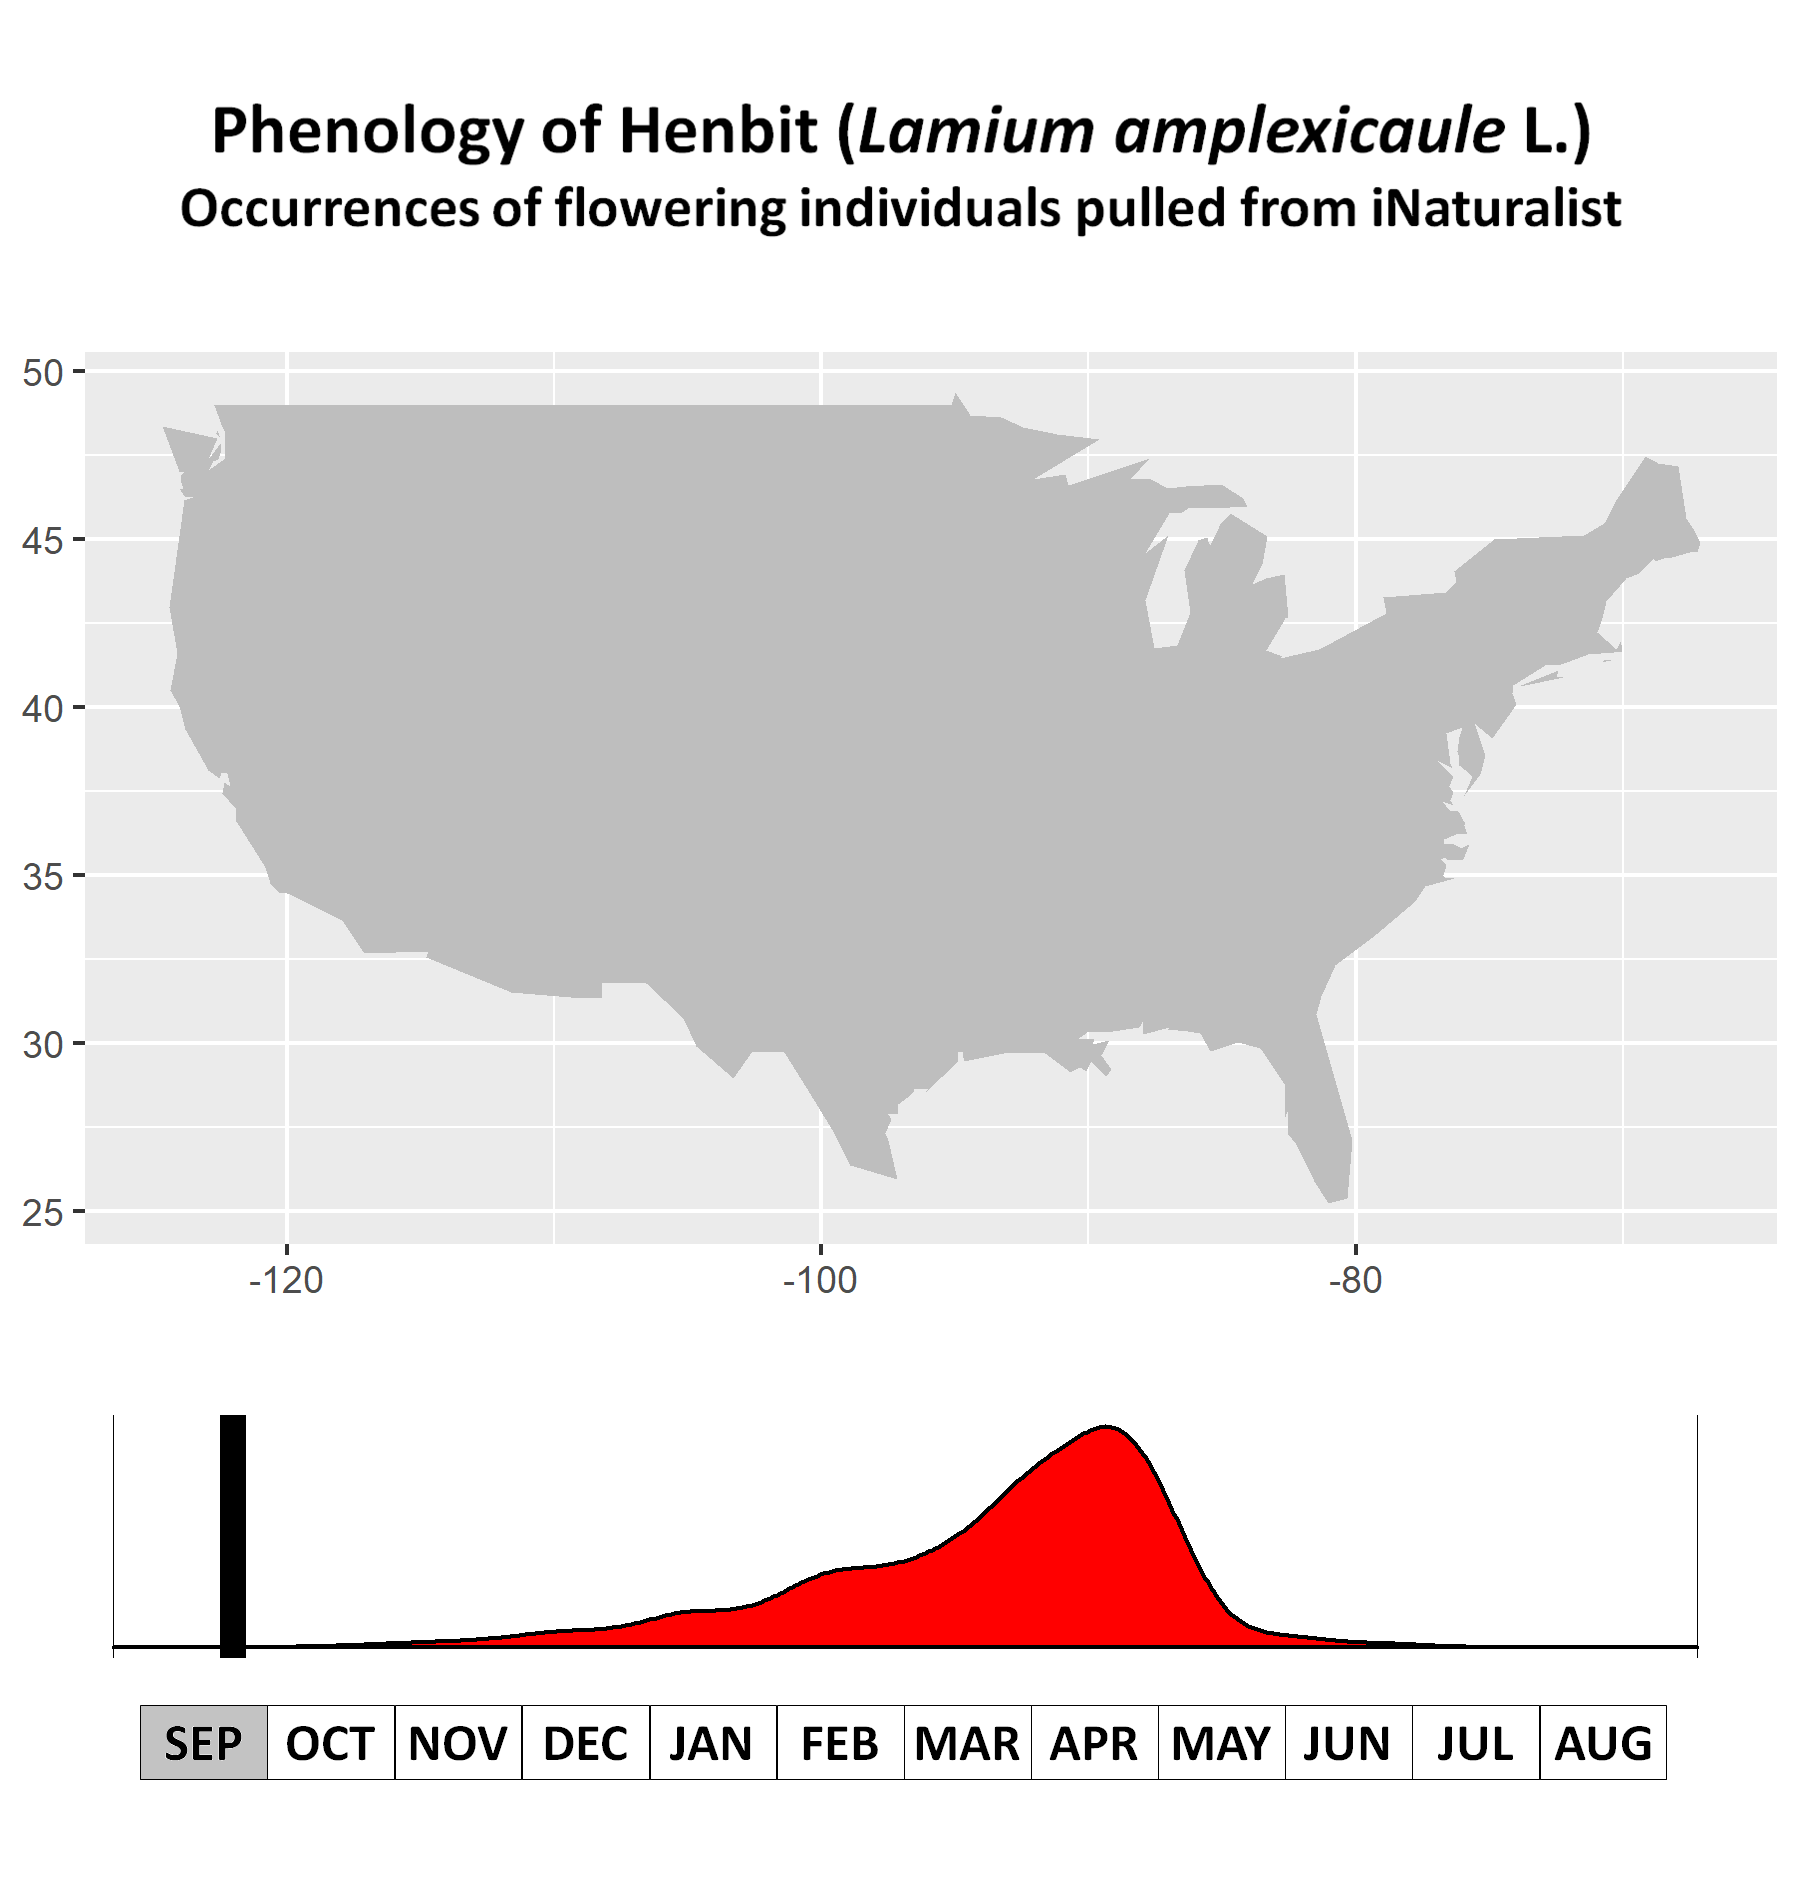 Phenology of Henbit (Lamium amplexicaule L.)
Occurrences of flowering individuals pulled from iNaturalist
50
45
40
35
30
25
-120 -100 -80
SEP OCT NOV DEC JAN FEB MAR APR MAY JUN JUL AUG